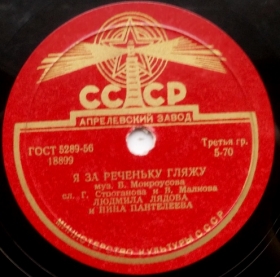 СССР
АПРЕЛЕВСКИЙ ЗАВОД
ГОСТ 5289-56
18899
Третья гр.
5-70
Я ЗА РЕЧЕНЬКУ ГЛЯЖУ
муз. Б. Мокроусова
сл. Г. Строганова и В. Малкова
ЛЮДМИЛА ЛЯДОВА
и НИНА ПАНТЕЛЕЕВА
МИНИСТЕРСТВО КУЛЬТУРЫ СССР